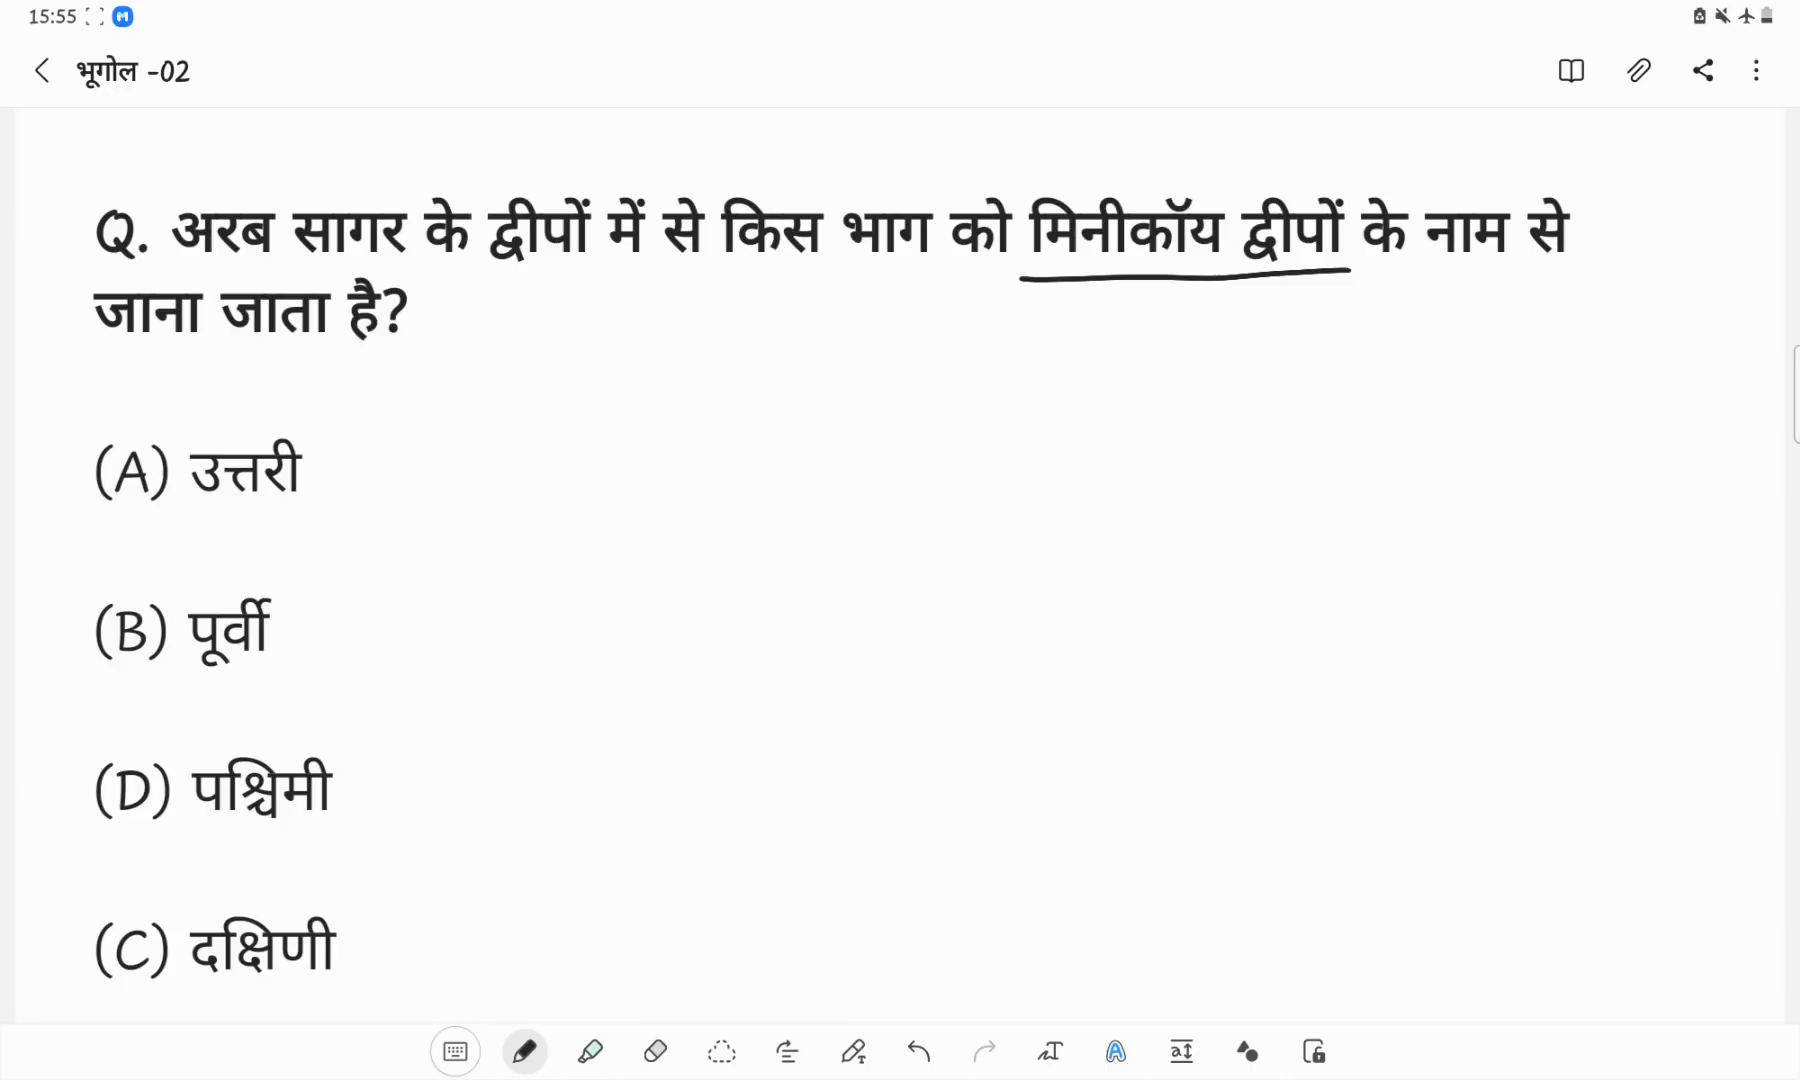 15:55
भूगोल -02
Q. अरब सागर के द्वीपों में से किस भाग को मिनीकॉय द्वीपों के नाम से
जाना जाता है?
(A) उत्तरी
(B) पूर्वी
(D) पश्चिमी
(C) दक्षिणी